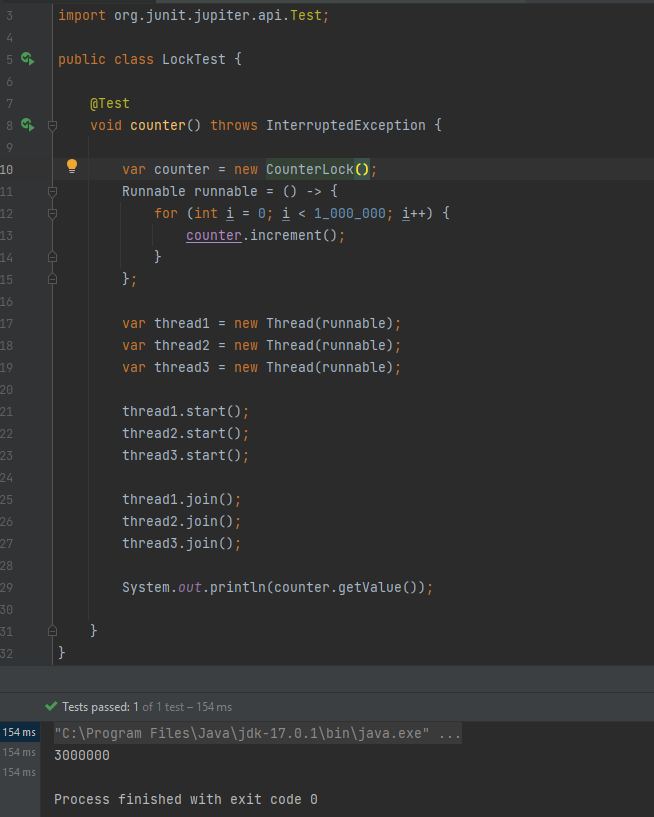 3 import org.junit.jupiter.api.Test;
4
5 public class LockTest {
6
7 @Test
8 void counter() throws InterruptedException {
9
10 var counter = new CounterLock();
11 Runnable runnable = () -> {
12 for (int i = 0; i < 1_000_000; i++) {
13 counter.increment();
14 }
15 };
16
17 var thread1 = new Thread(runnable);
18 var thread2 = new Thread(runnable);
19 var thread3 = new Thread(runnable);
20
21 thread1.start();
22 thread2.start();
23 thread3.start();
24
25 thread1.join();
26 thread2.join();
27 thread3.join();
28
29 System.out.println(counter.getValue());
30
31 }
32 }
Tests passed: 1 of 1 test – 154 ms
154 ms "C:\Program Files\Java\jdk-17.0.1\bin\java.exe" ...
154 ms 3000000
154 ms
Process finished with exit code 0